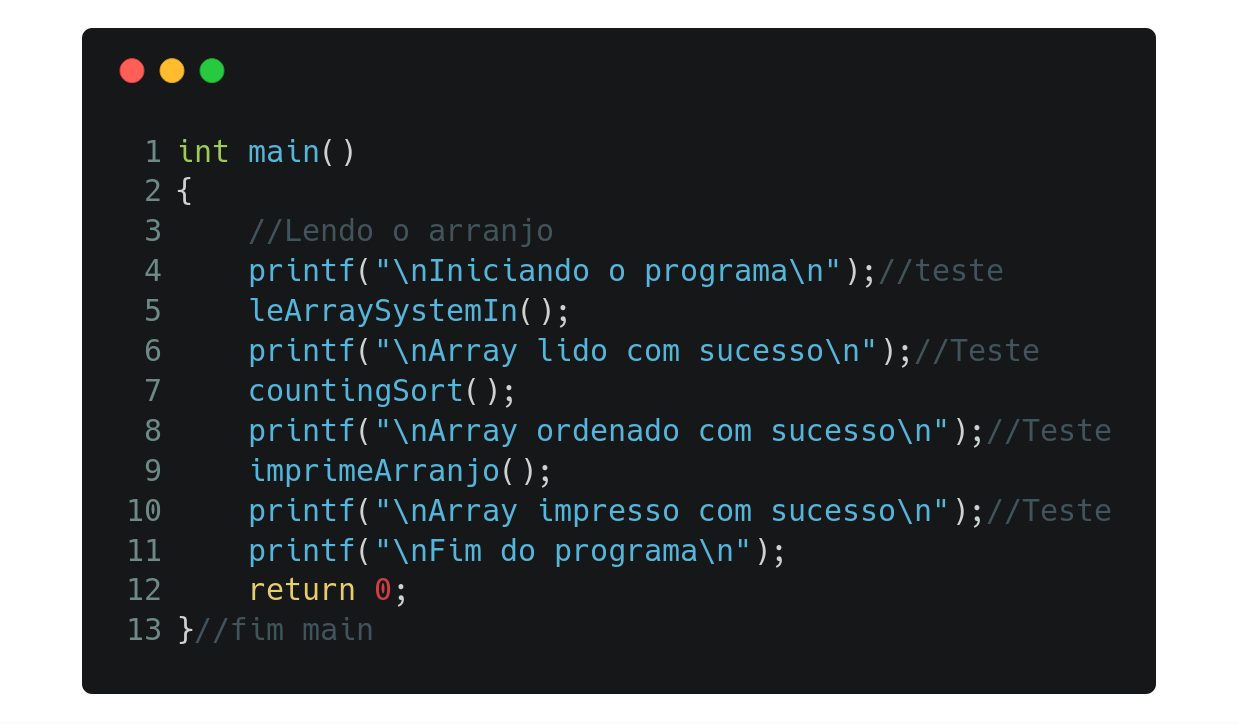 1 int main()
2 {
3     //Lendo o arranjo
4     printf("\nIniciando o programa\n");//teste
5     leArraySystemIn();
6     printf("\nArray lido com sucesso\n");//Teste
7     countingSort();
8     printf("\nArray ordenado com sucesso\n");//Teste
9     imprimeArranjo();
10     printf("\nArray impresso com sucesso\n");//Teste
11     printf("\nFim do programa\n");
12     return 0;
13 }//fim main